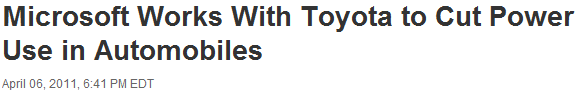 Microsoft Works With Toyota to Cut Power
Use in Automobiles
April 06, 2011, 6:41 PM EDT